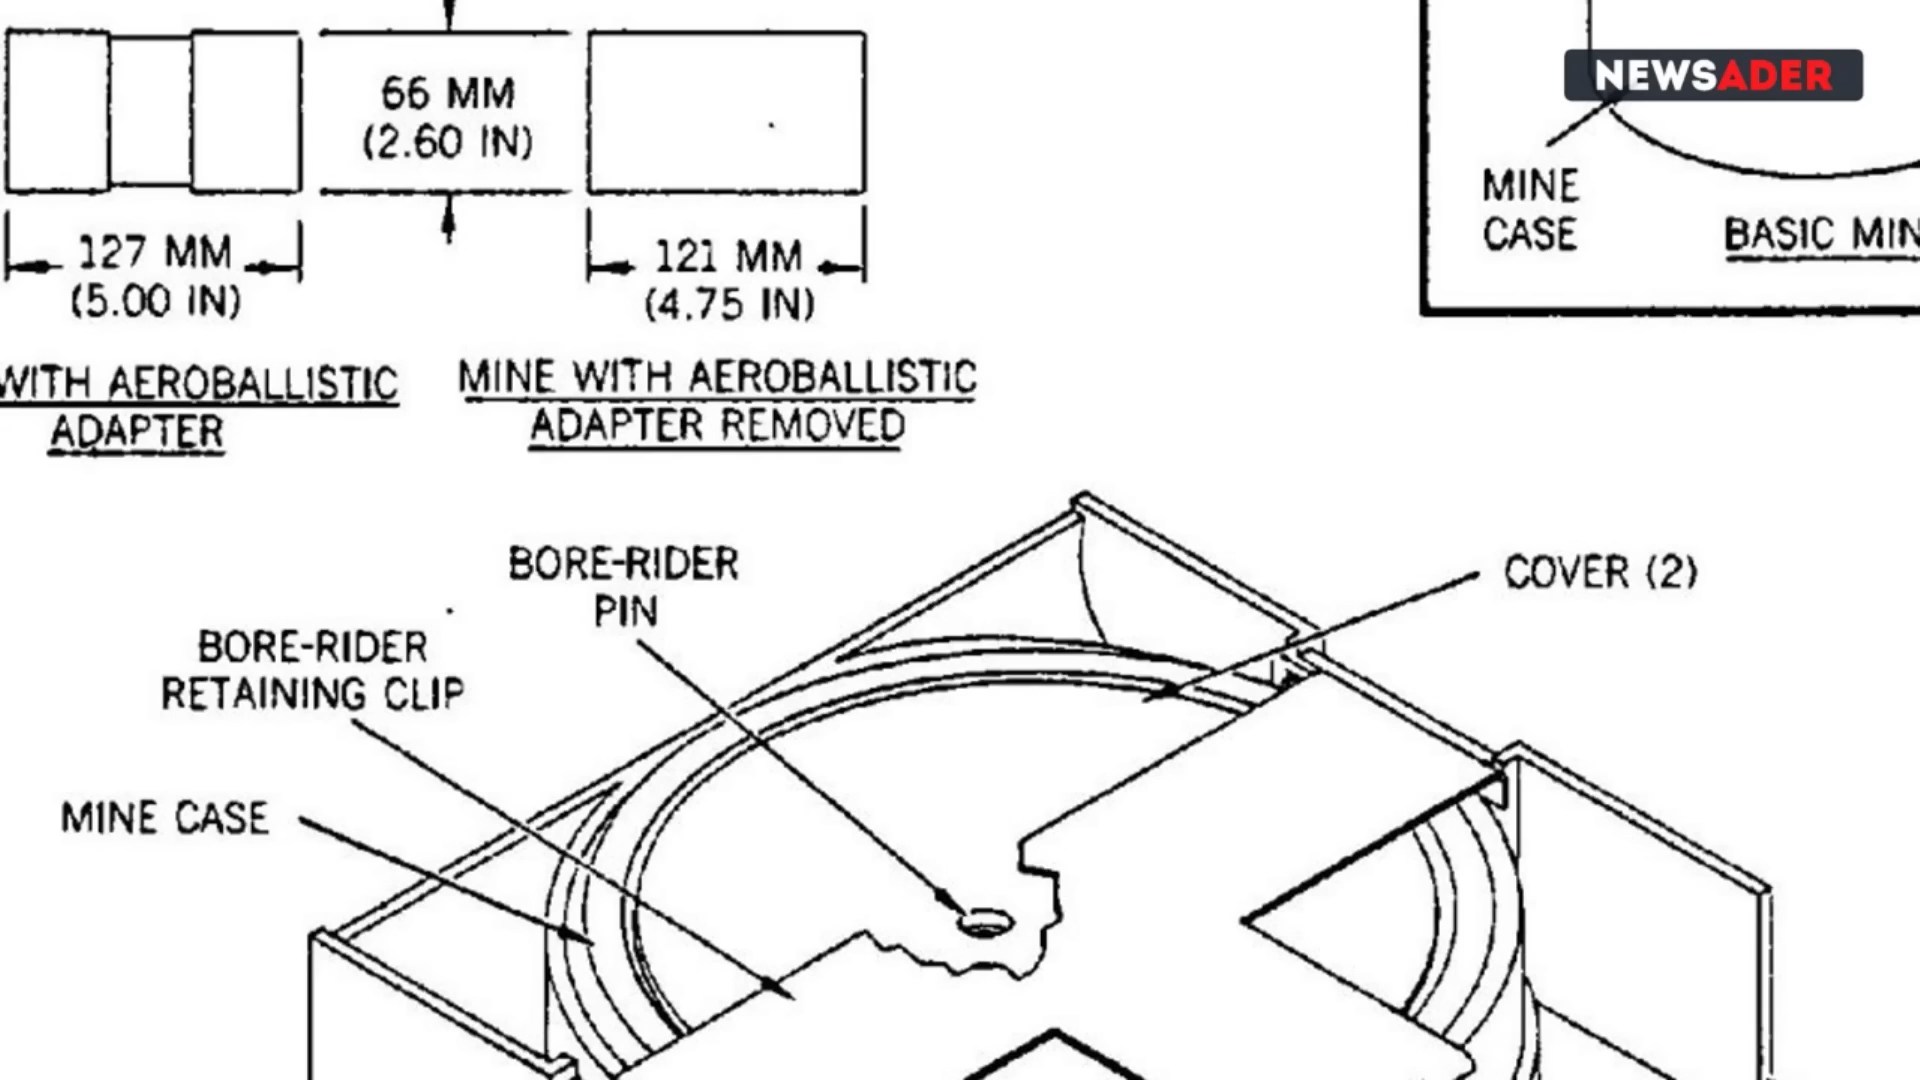 NEWSADER
66 MM
(2.60 IN)
127 MM
(5.00 IN)
121 MM
(4.75 IN)
MINE
CASE
BASIC MIN
WITH AEROBALLISTIC
ADAPTER
MINE WITH AEROBALLISTIC
ADAPTER REMOVED
BORE-RIDER
PIN
COVER (2)
BORE-RIDER
RETAINING CLIP
MINE CASE